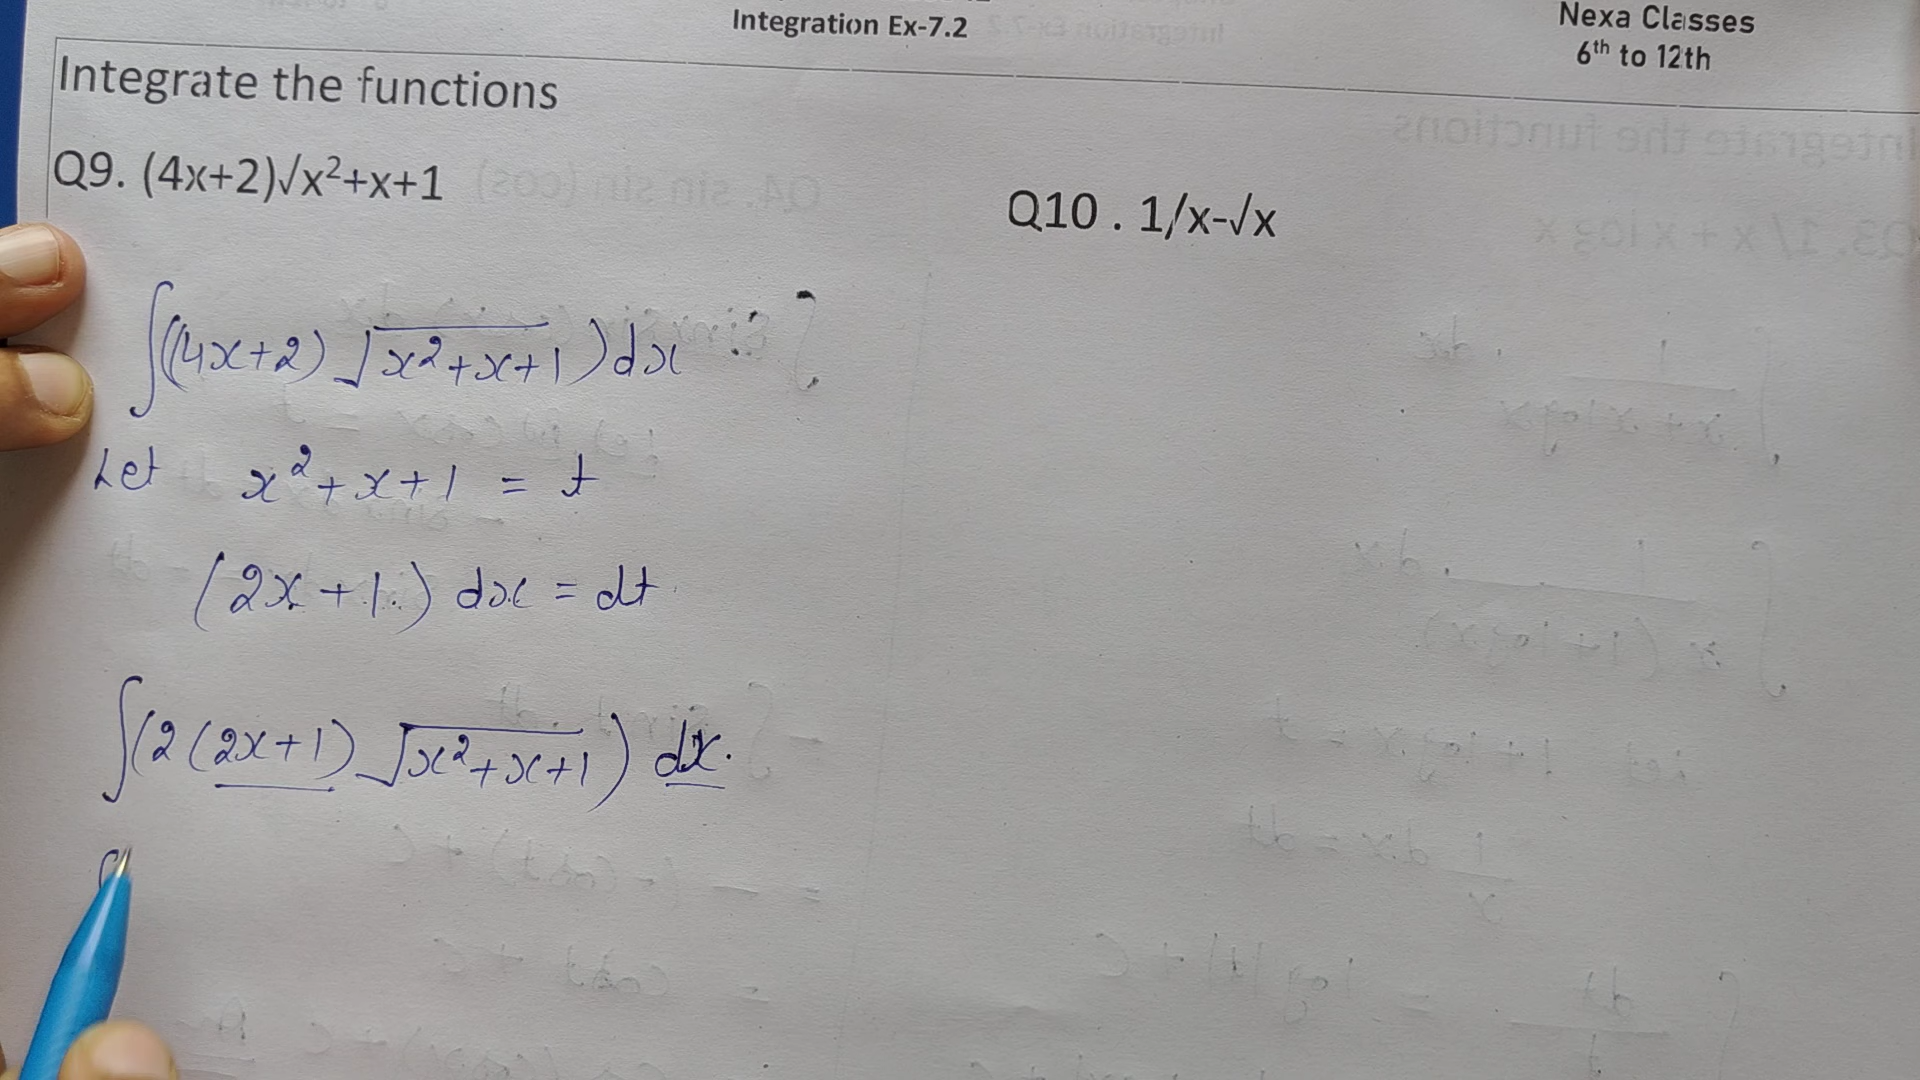 Integration Ex-7.2
Nexa Classes
6th to 12th
Integrate the functions
Q9. (4x+2)√x²+x+1
Q10 . 1/x-√x
∫((4x+2) √(x²+x+1)) dx
Let x²+x+1 = t
(2x+1.) dx = dt
∫(2(2x+1) √(x²+x+1)) dx.